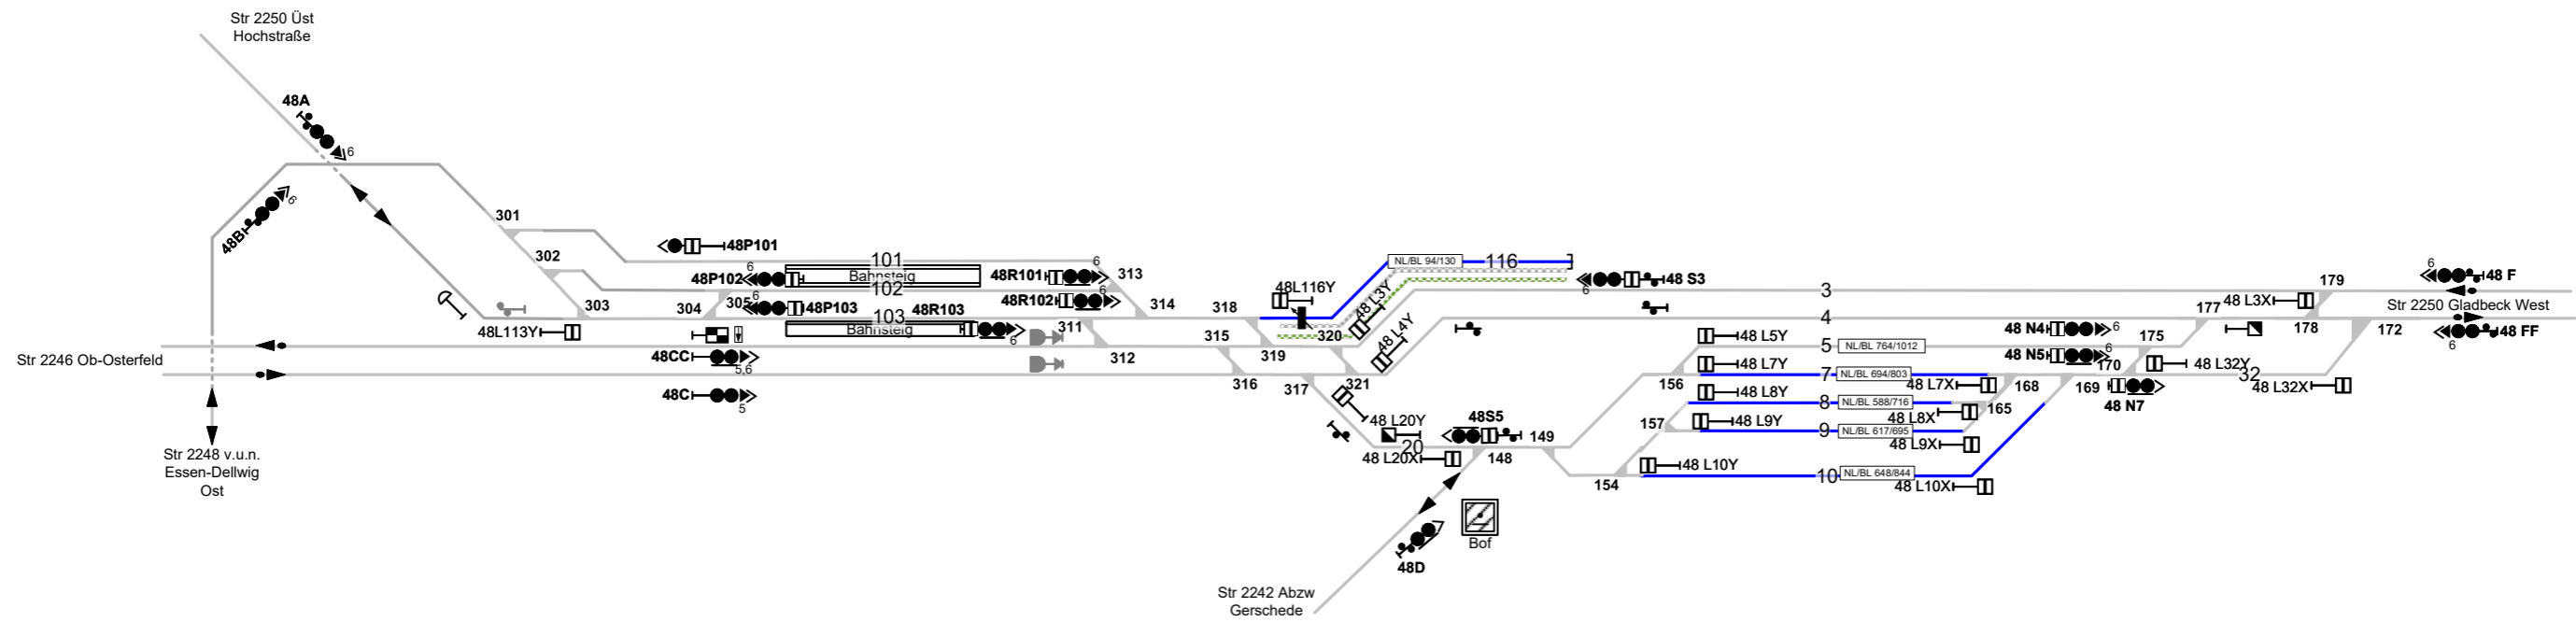 Str 2250 Üst
Hochstraße
48A
6
48B
6
301
302
303
304
305
48P101
101
6
313
6
48P102
Bahnsteig
48R101
102
48R102
6
314
6
48P103
48R103
103
Bahnsteig
6
311
312
48L113Y
48CC
5,6
48C
5
Str 2246 Ob-Osterfeld
Str 2248 v.u.n.
Essen-Dellwig
Ost
318
315
319
316
317
320
321
48L116Y
48 L3Y
48 L4Y
NL/BL 94/130
116
6
48 S3
3
4
48 L5Y
5
NL/BL 764/1012
48 L7Y
7
NL/BL 694/803
48 L7X
48 L8Y
8
NL/BL 588/716
48 L8X
48 L9Y
9
NL/BL 617/695
48 L9X
48 L10Y
10
NL/BL 648/844
48 L10X
156
157
154
149
148
48S5
48 L20Y
20
48 L20X
Bof
48D
Str 2242 Abzw
Gerschede
48 N4
6
48 N5
6
170
175
177
168
165
169
48 N7
48 L32Y
32
48 L32X
48 L3X
178
179
172
6
48 F
Str 2250 Gladbeck West
48 FF
6